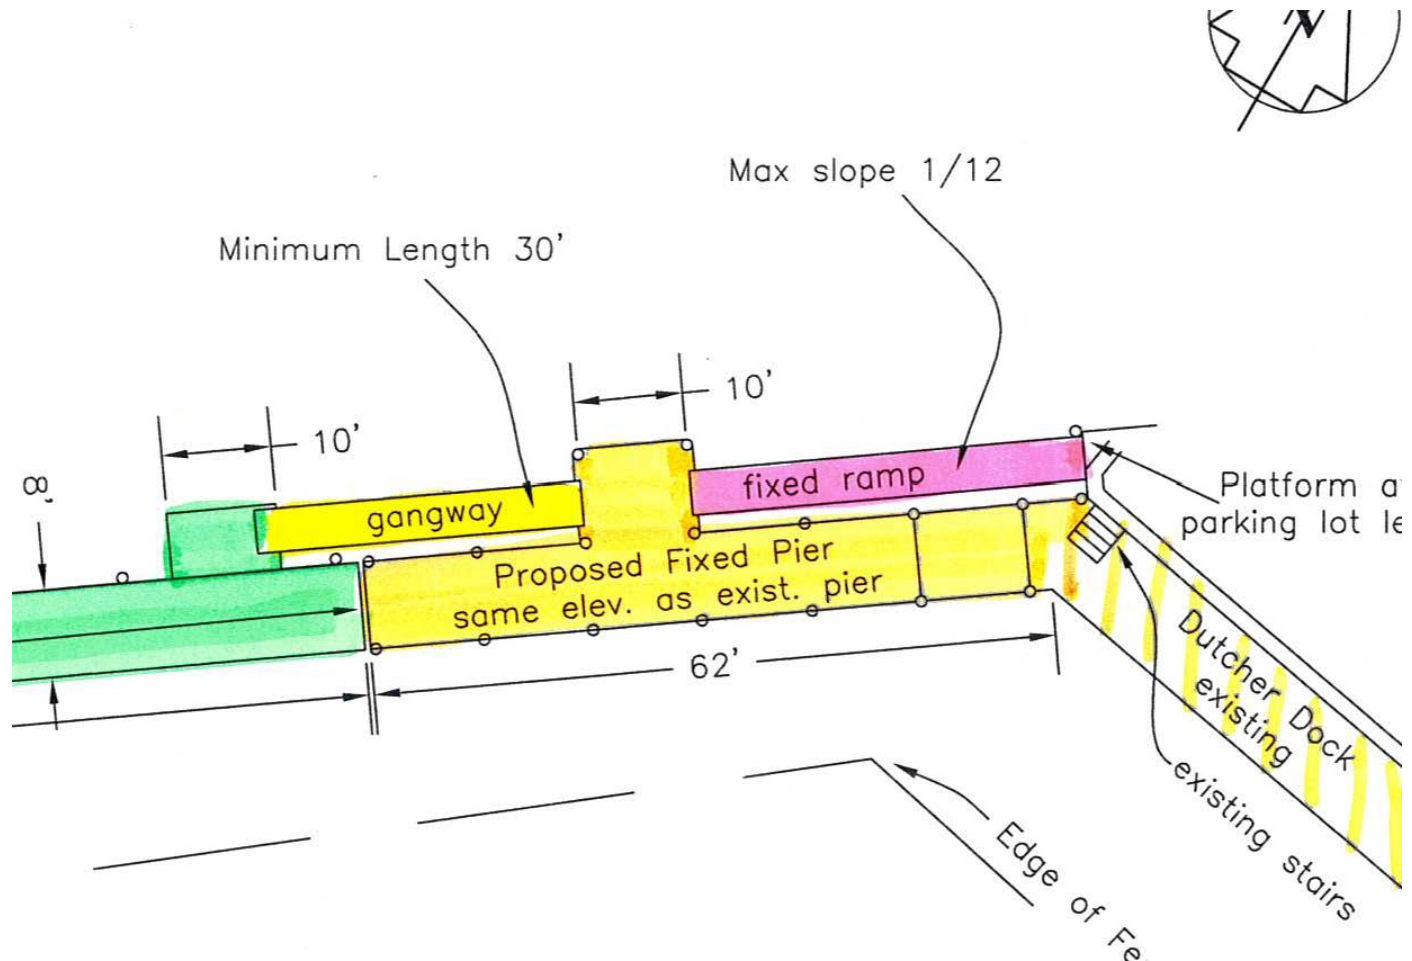 Max slope 1/12
Minimum Length 30'
10'
10'
8'
gangway
fixed ramp
Platform a
parking lot le
Proposed Fixed Pier
same elev. as exist. pier
62'
Dutcher Dock
existing
existing stairs
Edge of Fe